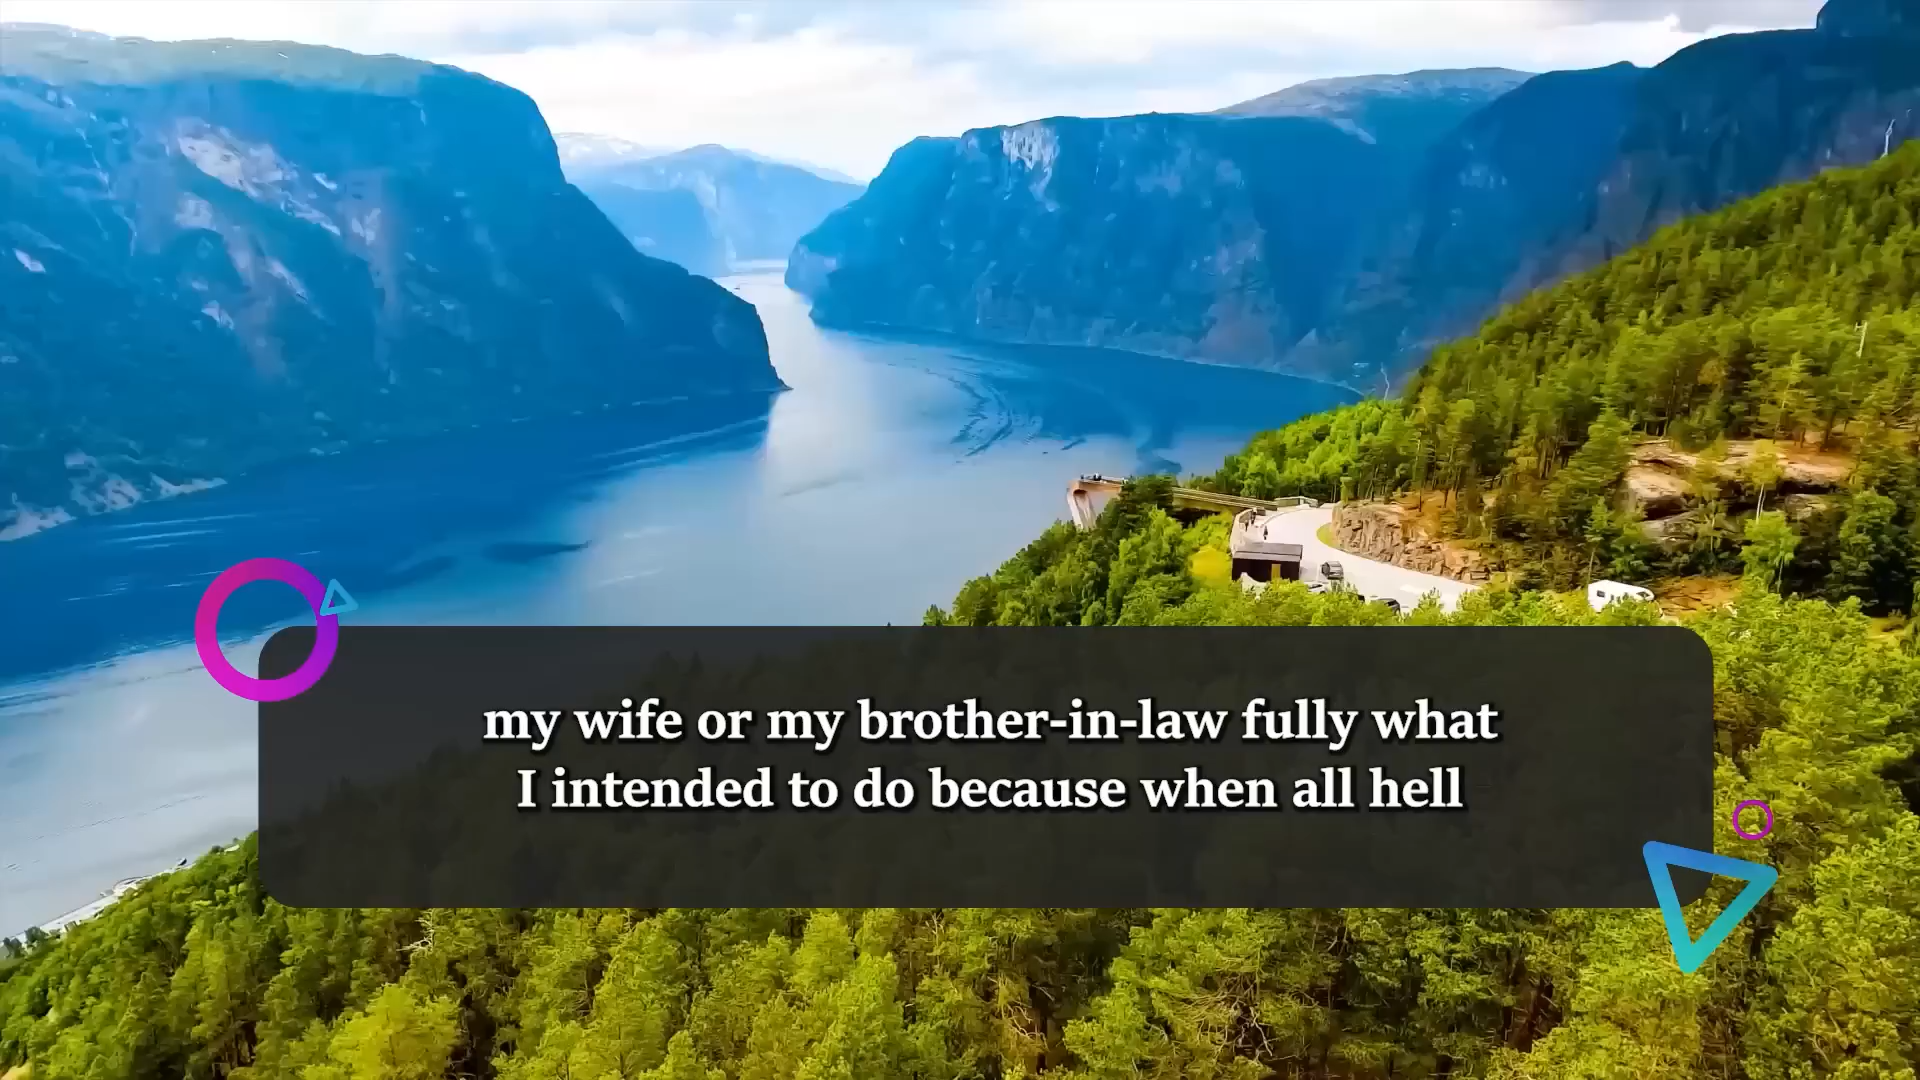 my wife or my brother-in-law fully what
I intended to do because when all hell